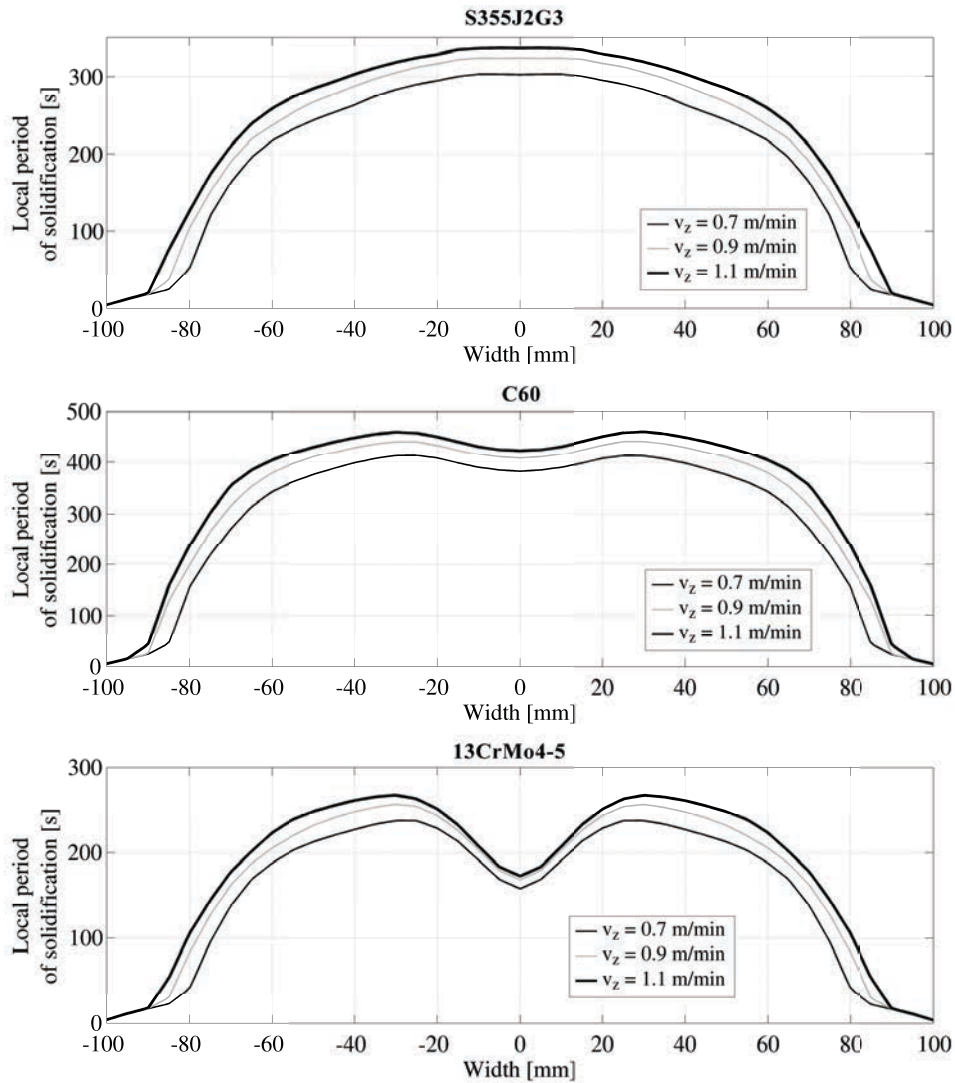 S355J2G3
Local period
of solidification [s]
300
200
100
0
-100 -80 -60 -40 -20 0 20 40 60 80 100
Width [mm]
v_z = 0.7 m/min
v_z = 0.9 m/min
v_z = 1.1 m/min
C60
Local period
of solidification [s]
500
400
300
200
100
0
-100 -80 -60 -40 -20 0 20 40 60 80 100
Width [mm]
v_z = 0.7 m/min
v_z = 0.9 m/min
v_z = 1.1 m/min
13CrMo4-5
Local period
of solidification [s]
300
200
100
0
-100 -80 -60 -40 -20 0 20 40 60 80 100
Width [mm]
v_z = 0.7 m/min
v_z = 0.9 m/min
v_z = 1.1 m/min